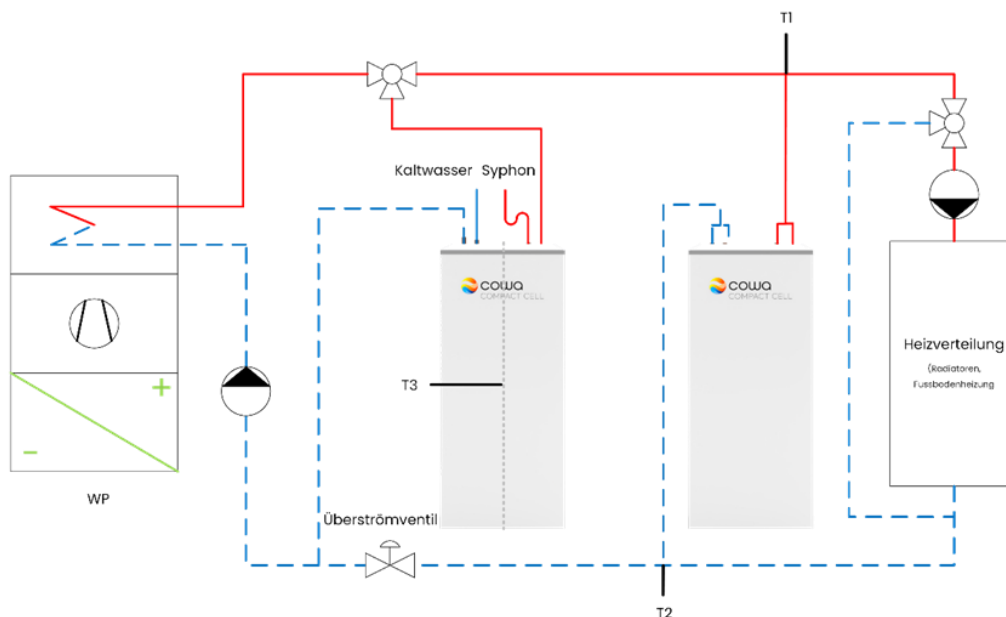 T1
Kaltwasser Syphon
cowa
COMPACT CELL
cowa
COMPACT CELL
T3
Heizverteilung
(Radiatoren,
Fussbodenheizung
+
-
WP
Überströmventil
T2